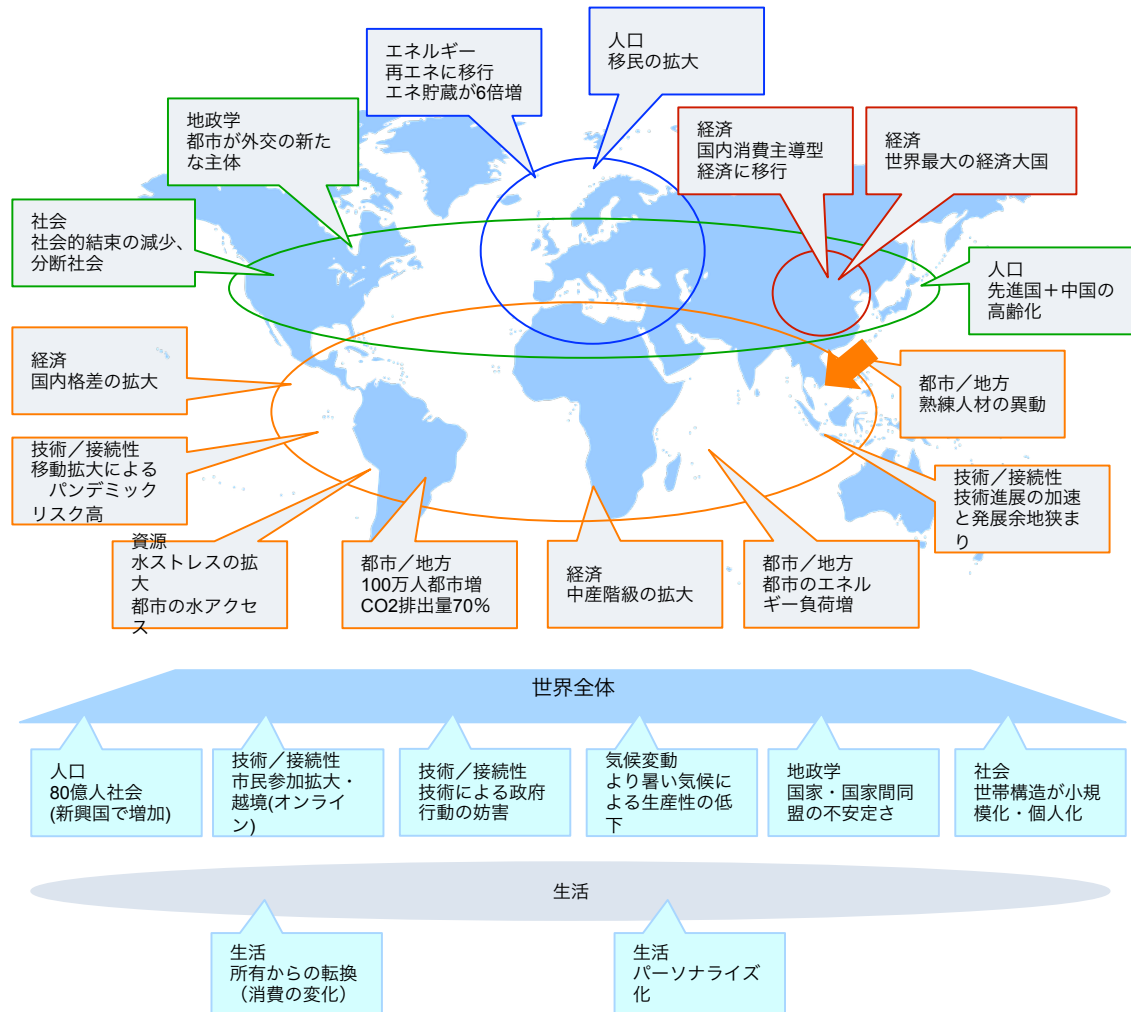 エネルギー
再エネに移行
エネ貯蔵が6倍増
人口
移民の拡大
地政学
都市が外交の新た
な主体
経済
国内消費主導型
経済に移行
経済
世界最大の経済大国
社会
社会的結束の減少、
分断社会
人口
先進国＋中国の
高齢化
経済
国内格差の拡大
都市／地方
熟練人材の異動
技術／接続性
移動拡大による
パンデミック
リスク高
技術／接続性
技術進展の加速
と発展余地狭ま
り
資源
水ストレスの拡
大
都市の水アクセ
ス
都市／地方
100万人都市増
CO2排出量70%
経済
中産階級の拡大
都市／地方
都市のエネル
ギー負荷増
世界全体
人口
80億人社会
(新興国で増加)
技術／接続性
市民参加拡大・
越境(オンライ
ン)
技術／接続性
技術による政府
行動の妨害
気候変動
より暑い気候に
よる生産性の低
下
地政学
国家・国家間同
盟の不安定さ
社会
世帯構造が小規
模化・個人化
生活
生活
所有からの転換
（消費の変化）
生活
パーソナライズ
化